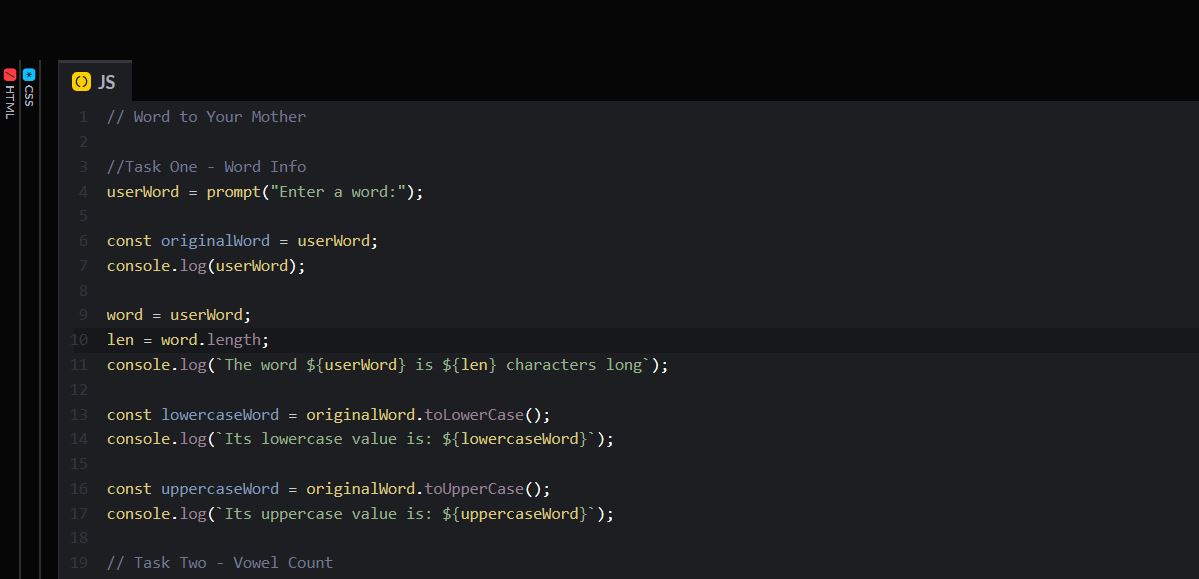 HTML
CSS
JS
1 // Word to Your Mother
2
3 //Task One - Word Info
4 userWord = prompt("Enter a word:");
5
6 const originalWord = userWord;
7 console.log(userWord);
8
9 word = userWord;
10 len = word.length;
11 console.log(`The word ${userWord} is ${len} characters long`);
12
13 const lowercaseWord = originalWord.toLowerCase();
14 console.log(`Its lowercase value is: ${lowercaseWord}`);
15
16 const uppercaseWord = originalWord.toUpperCase();
17 console.log(`Its uppercase value is: ${uppercaseWord}`);
18
19 // Task Two - Vowel Count